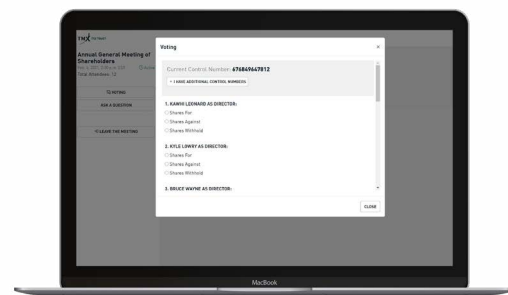 TMX
Annual General Meeting of
Shareholders
Total Attendees: 12
VOTING
ASK A QUESTION
LEAVE THE MEETING
Voting
×
Current Control Number: 676849647012
+ I HAVE ADDITIONAL CONTROL NUMBERS
1. KAWHI LEONARD AS DIRECTOR:
Shares For
Shares Against
Shares Withhold
2. KYLE LOWRY AS DIRECTOR:
Shares For
Shares Against
Shares Withhold
3. BRUCE WAYNE AS DIRECTOR:
CLOSE
MacBook